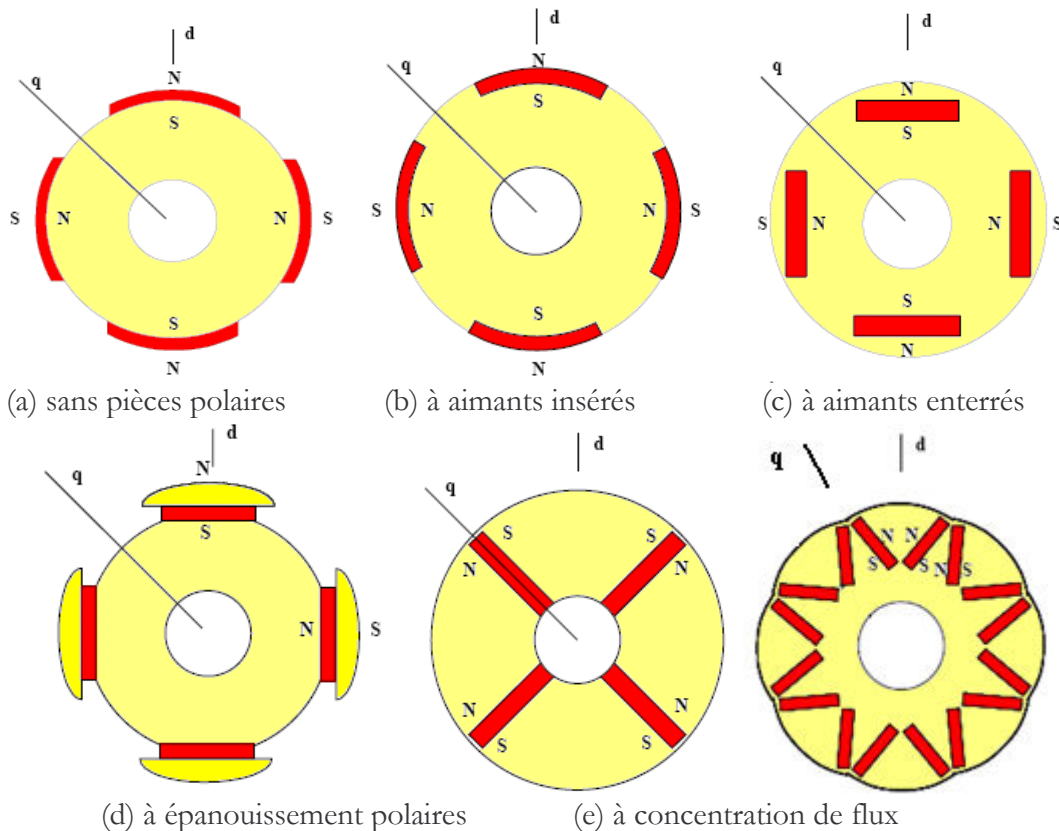 d
q
N
S
S
N
N
S
S
N
(a) sans pièces polaires
d
q
N
S
N
N
S
S
N
(b) à aimants insérés
d
q
N
S
S
N
N
S
S
N
(c) à aimants enterrés
d
q
N
S
N
S
(d) à épanouissement polaires
d
q
S
S
N
N
N
N
S
S
(e) à concentration de flux
q
d
N
N
S
S
N
S